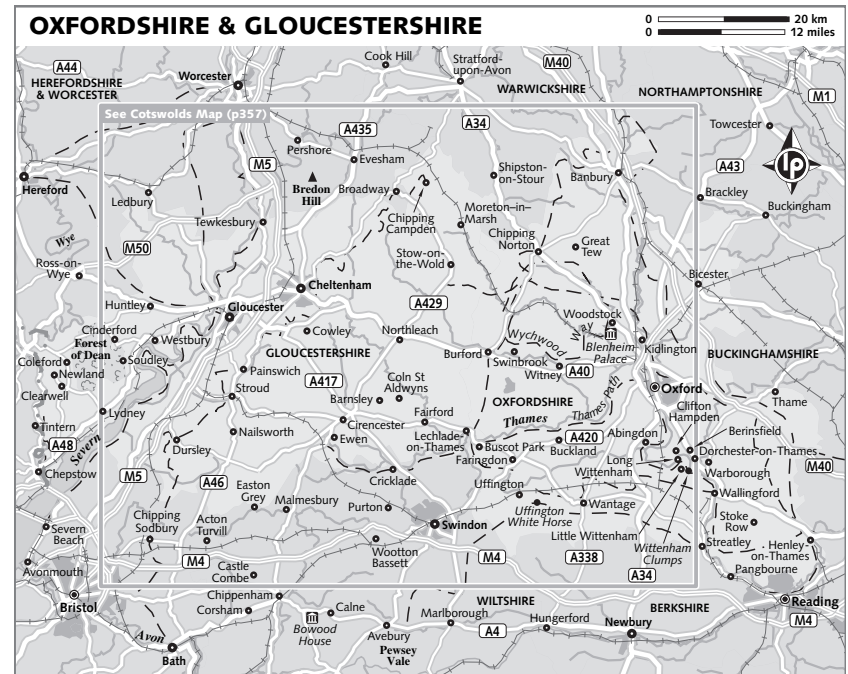 OXFORDSHIRE & GLOUCESTERSHIRE
0 20 km
0 12 miles
A44
HEREFORDSHIRE
& WORCESTER
Worcester
Cook Hill
Stratford-
upon-Avon
M40
WARWICKSHIRE
NORTHAMPTONSHIRE
M1
See Cotswolds Map (p357)
A435
A34
Towcester
lp
Pershore
Evesham
M5
Bredon
Hill
Broadway
Shipston-
on-Stour
Banbury
A43
Brackley
Buckingham
Hereford
Ledbury
Tewkesbury
Chipping
Campden
Moreton-in-
Marsh
Chipping
Norton
Great
Tew
Wye
M50
Ross-on-
Wye
Stow-on-
the-Wold
Bicester
Cheltenham
Huntley
Gloucester
A429
Woodstock
Cinderford
Forest
of Dean
Westbury
Cowley
Northleach
Wychwood
Way
Blenheim
Palace
Kidlington
BUCKINGHAMSHIRE
Coleford
Newland
Soudley
GLOUCESTERSHIRE
Burford
Swinbrook
Witney
A40
Clearwell
Painswick
A417
Coln St
Aldwyns
Barnsley
Stroud
OXFORDSHIRE
Thames
Thames Path
Oxford
Clifton
Hampden
Thame
Lydney
Tintern
Cirencester
Ewen
Fairford
Lechlade-
on-Thames
A48
Severn
Nailsworth
Dursley
Buscot Park
Faringdon
A420
Buckland
Abingdon
Long
Wittenham
Berinsfield
Dorchester-on-Thames
Warborough
M40
Chepstow
M5
A46
Cricklade
Uffington
Wallingford
Easton
Grey
Malmesbury
Purton
Swindon
Uffington
White Horse
Wantage
Stoke
Row
Severn
Beach
Chipping
Sodbury
Acton
Turvill
Little Wittenham
Wittenham
Clumps
Streatley
Henley-
on-Thames
Wootton
Bassett
M4
Castle
Combe
M4
A338
A34
Pangbourne
Avonmouth
Bristol
Chippenham
Corsham
WILTSHIRE
BERKSHIRE
Reading
M4
Bowood
House
Calne
Avebury
Marlborough
A4
Hungerford
Newbury
Avon
Bath
Pewsey
Vale